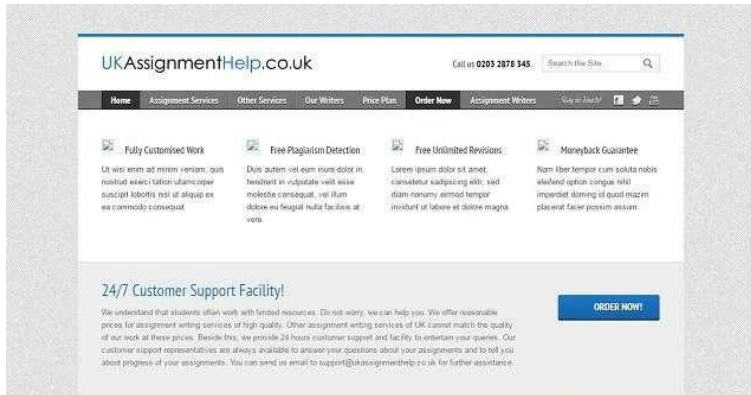 UKAssignmentHelp.co.uk
Call us 0203 2878 345
Search the Site...
Home Assignment Services Other Services Our Writers Price Plan Order Now Assignment Writers Stay in touch!
Fully Customised Work
Ut wisi enim ad minim veniam, quis
nostrud exerci tation ullamcorper
suscipit lobortis nisl ut aliquip ex
ea commodo consequat.
Free Plagiarism Detection
Duis autem vel eum iriure dolor in
hendrerit in vulputate velit esse
molestie consequat, vel illum
dolore eu feugiat nulla facilisis at
vero.
Free Unlimited Revisions
Lorem ipsum dolor sit amet,
consetetur sadipscing elitr, sed
diam nonumy eirmod tempor
invidunt ut labore et dolore magna.
Moneyback Guarantee
Nam liber tempor cum soluta nobis
eleifend option congue nihil
imperdiet doming id quod mazim
placerat facer possim assum.
24/7 Customer Support Facility!
We understand that students often work with limited resources. Do not worry, we can help you. We offer reasonable
prices for assignment writing services of high quality. Other assignment writing services of UK cannot match the quality
of our work at these prices. Beside this, we provide 24 hours customer support and facility to entertain your queries. Our
customer support representatives are always available to answer your questions about your assignments and to tell you
about progress of your assignments. You can send us email to support@ukassignmenthelp.co.uk for further assistance.
ORDER NOW!